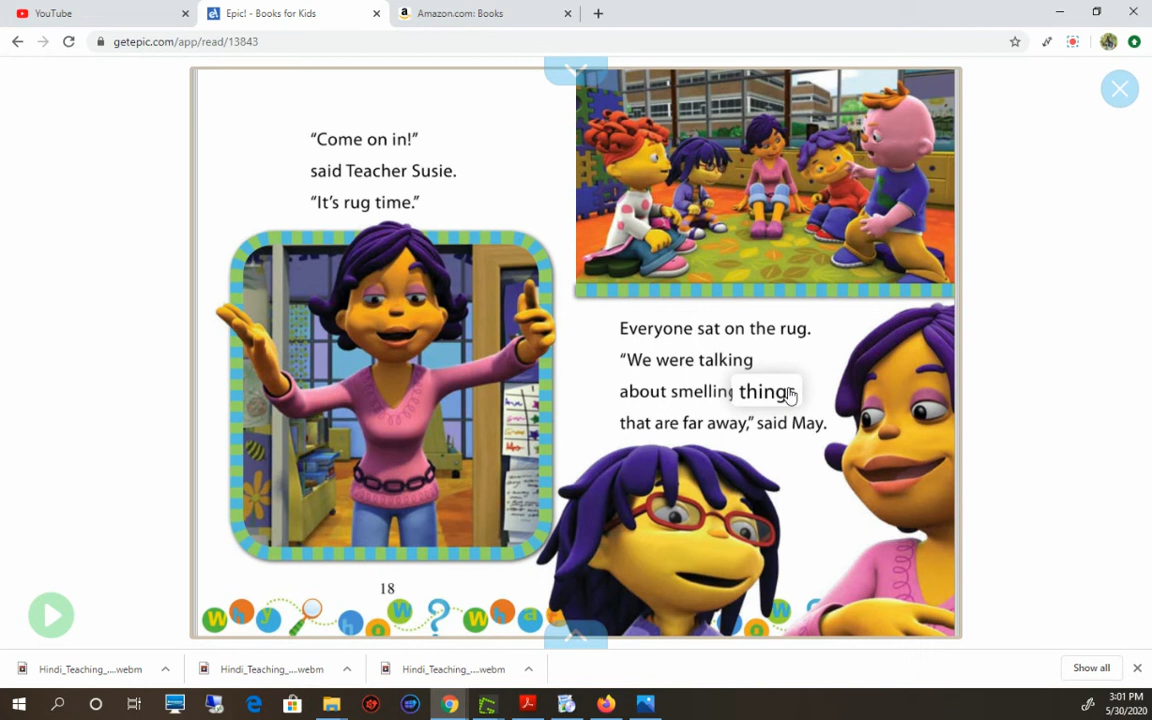 YouTube
Epic! - Books for Kids
Amazon.com: Books
getepic.com/app/read/13843
“Come on in!”
said Teacher Susie.
“It’s rug time.”
Everyone sat on the rug.
“We were talking
about smelling things
that are far away,” said May.
18
Hindi_Teaching_....webm
Hindi_Teaching_....webm
Hindi_Teaching_....webm
Show all
3:01 PM
5/30/2020